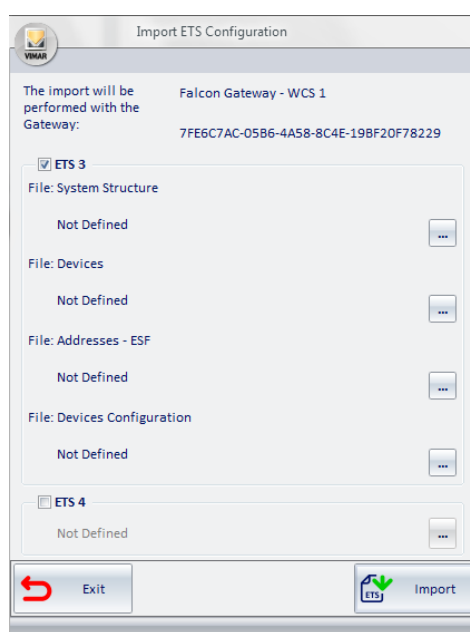 Import ETS Configuration
VIMAR
The import will be
performed with the
Gateway:
Falcon Gateway - WCS 1
7FE6C7AC-05B6-4A58-8C4E-19BF20F78229
ETS 3
File: System Structure
Not Defined
...
File: Devices
Not Defined
...
File: Addresses - ESF
Not Defined
...
File: Devices Configuration
Not Defined
...
ETS 4
Not Defined
...
Exit
ETS
Import